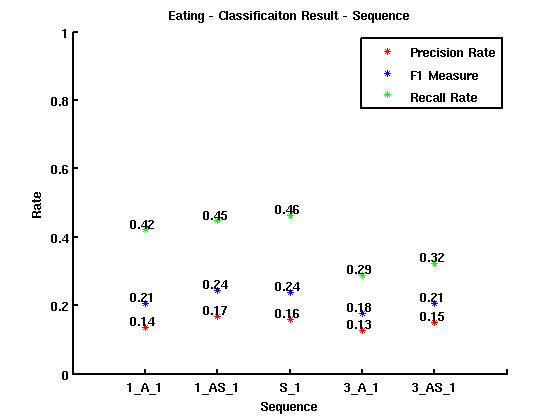 Eating - Classificaiton Result - Sequence
1
Precision Rate
F1 Measure
Recall Rate
0.8
0.6
Rate
0.42 0.45 0.46
0.4
0.29 0.32
0.21 0.24 0.24 0.18 0.21
0.2
0.14 0.17 0.16 0.13 0.15
0
1_A_1 1_AS_1 S_1 3_A_1 3_AS_1
Sequence